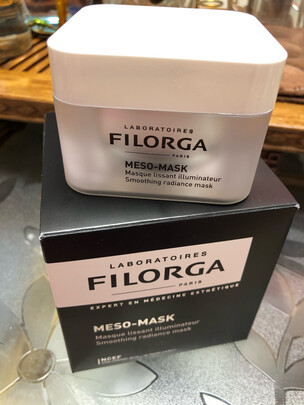 LABORATOIRES
FILORGA
PARIS
MESO-MASK
Masque lissant illuminateur
Smoothing radiance mask
LABORATOIRES
FILORGA
PARIS
EXPERT EN MÉDECINE ESTHÉTIQUE
MESO-MASK
Masque lissant illuminateur
Smoothing radiance mask
NCEF